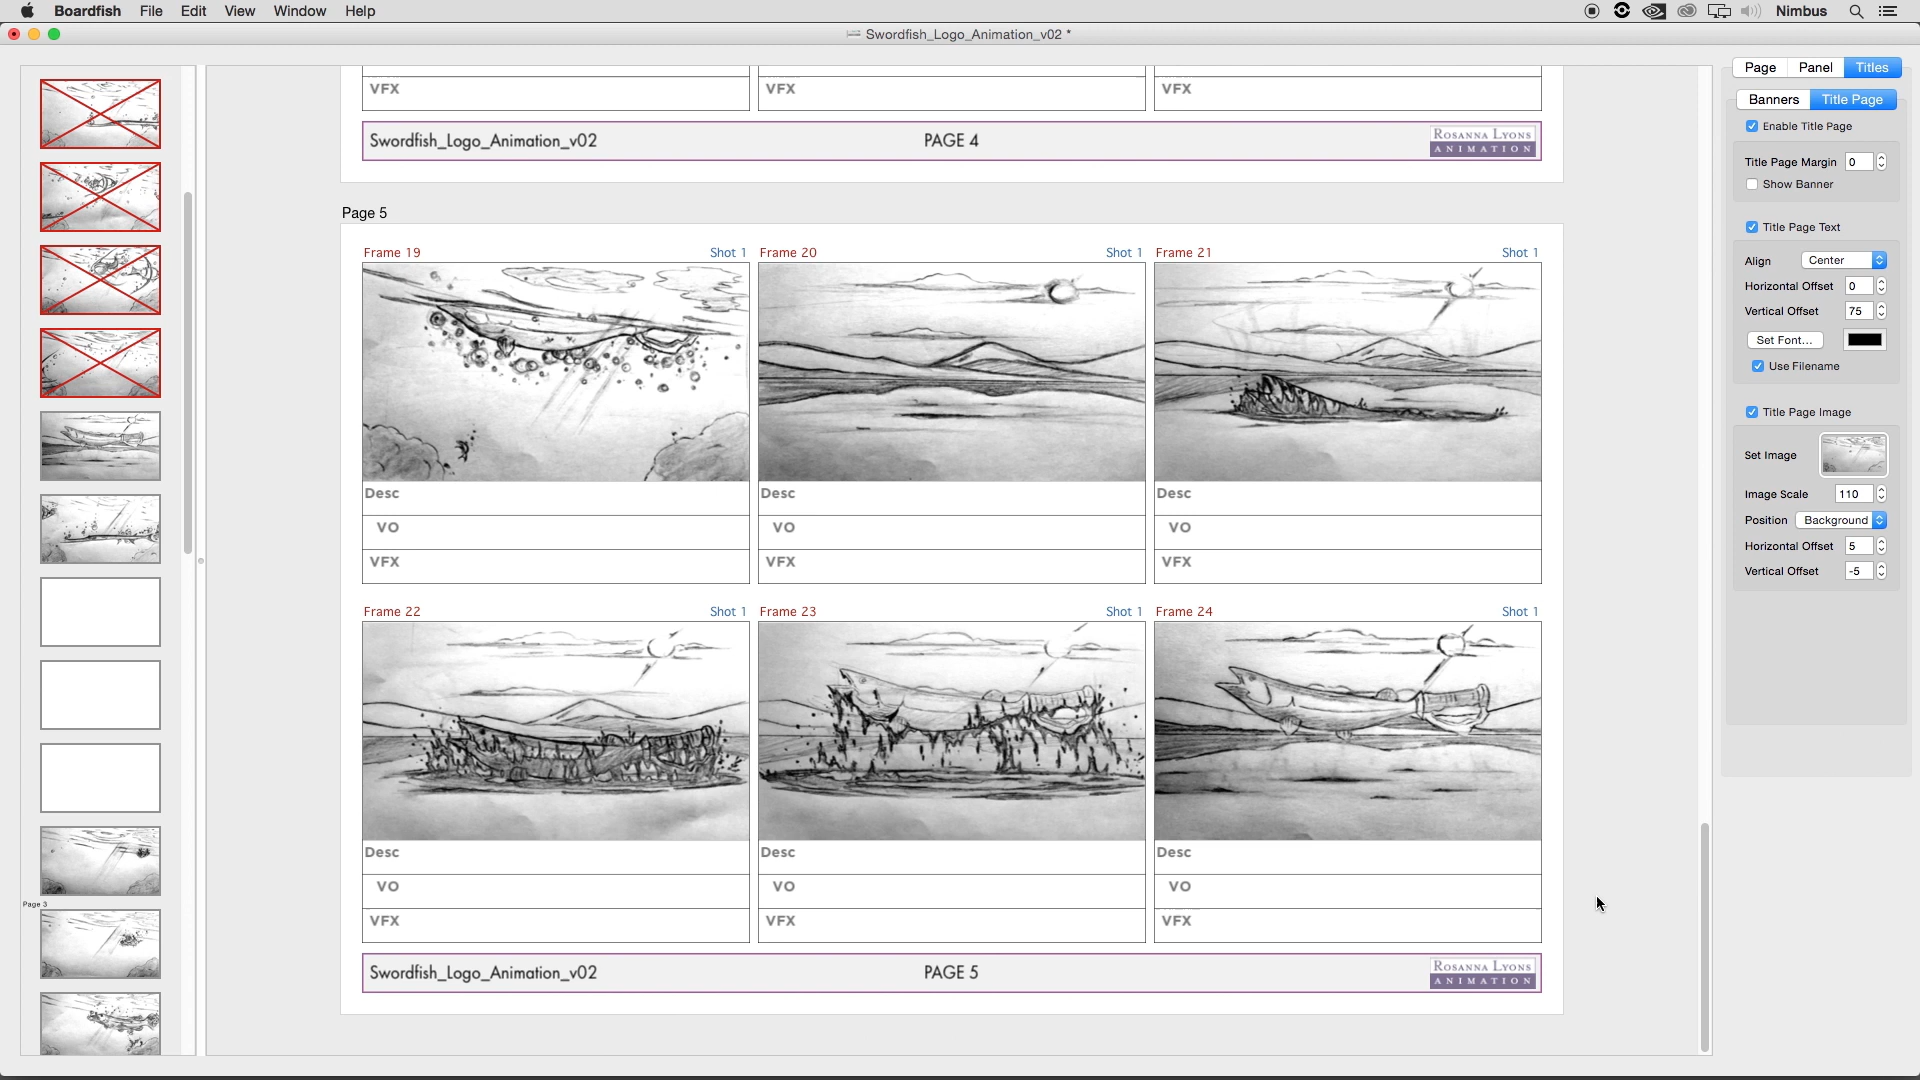 Boardfish File Edit View Window Help Nimbus
Swordfish_Logo_Animation_v02 *
Page 3
VFX VFX VFX
Swordfish_Logo_Animation_v02 PAGE 4 ROSANNA LYONS
ANIMATION
Page 5
Frame 19 Shot 1 Frame 20 Shot 1 Frame 21 Shot 1
Desc Desc Desc
VO VO VO
VFX VFX VFX
Frame 22 Shot 1 Frame 23 Shot 1 Frame 24 Shot 1
Desc Desc Desc
VO VO VO
VFX VFX VFX
Swordfish_Logo_Animation_v02 PAGE 5 ROSANNA LYONS
ANIMATION
Page Panel Titles
Banners Title Page
Enable Title Page
Title Page Margin 0
Show Banner
Title Page Text
Align Center
Horizontal Offset 0
Vertical Offset 75
Set Font...
Use Filename
Title Page Image
Set Image
Image Scale 110
Position Background
Horizontal Offset 5
Vertical Offset -5